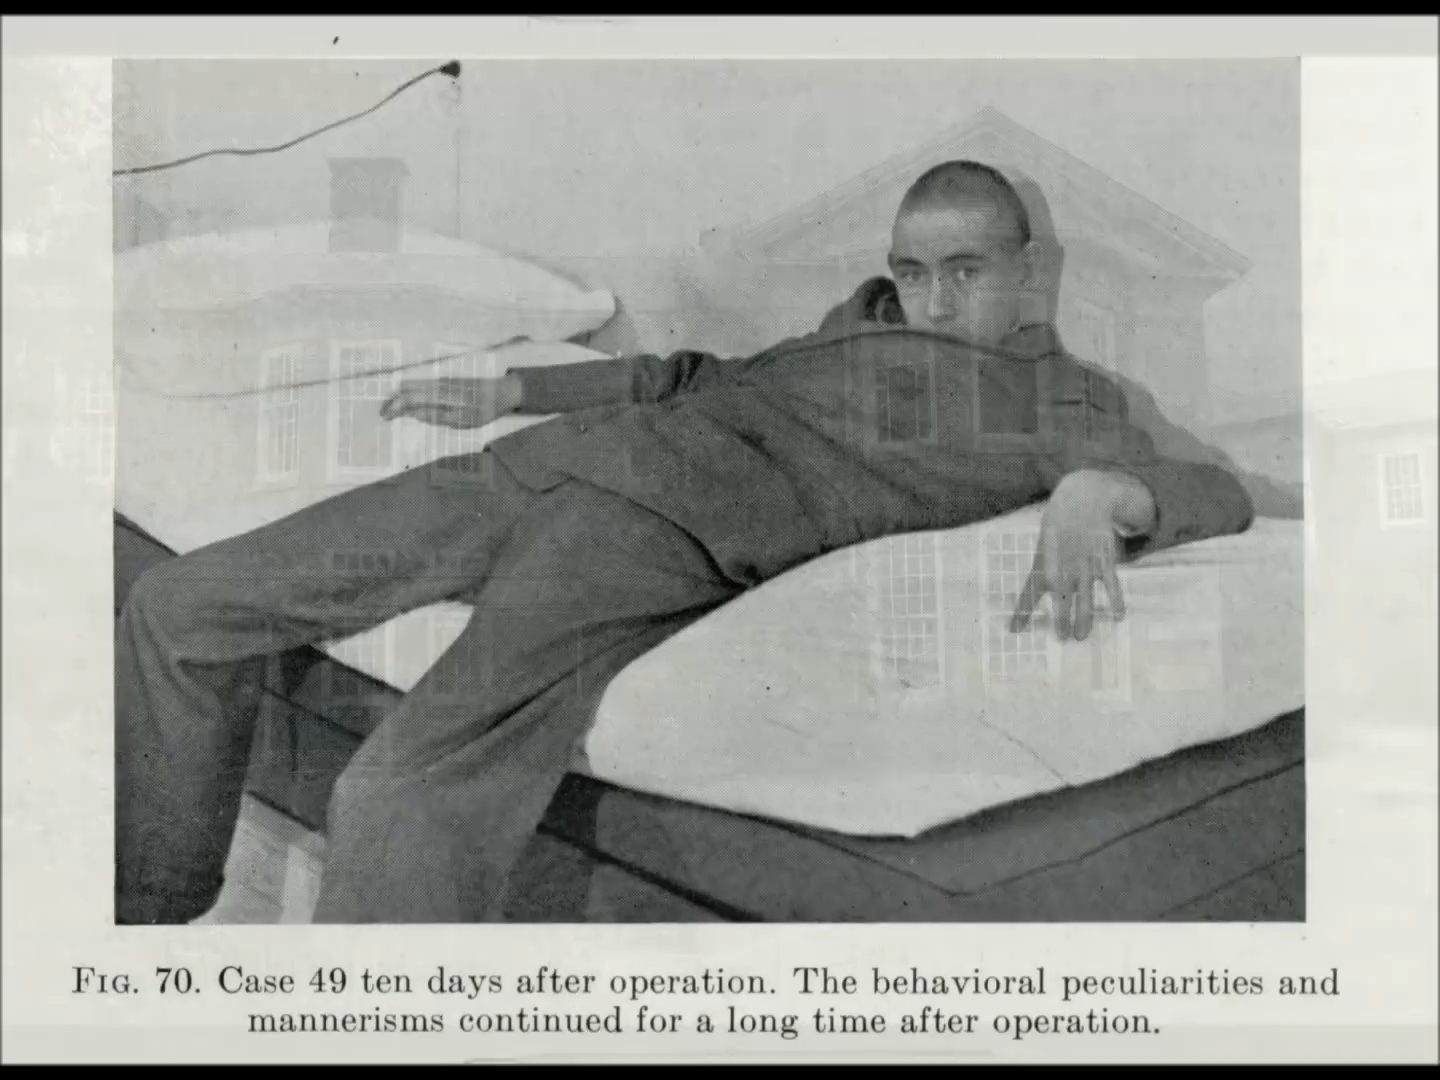 FIG. 70. Case 49 ten days after operation. The behavioral peculiarities and
mannerisms continued for a long time after operation.